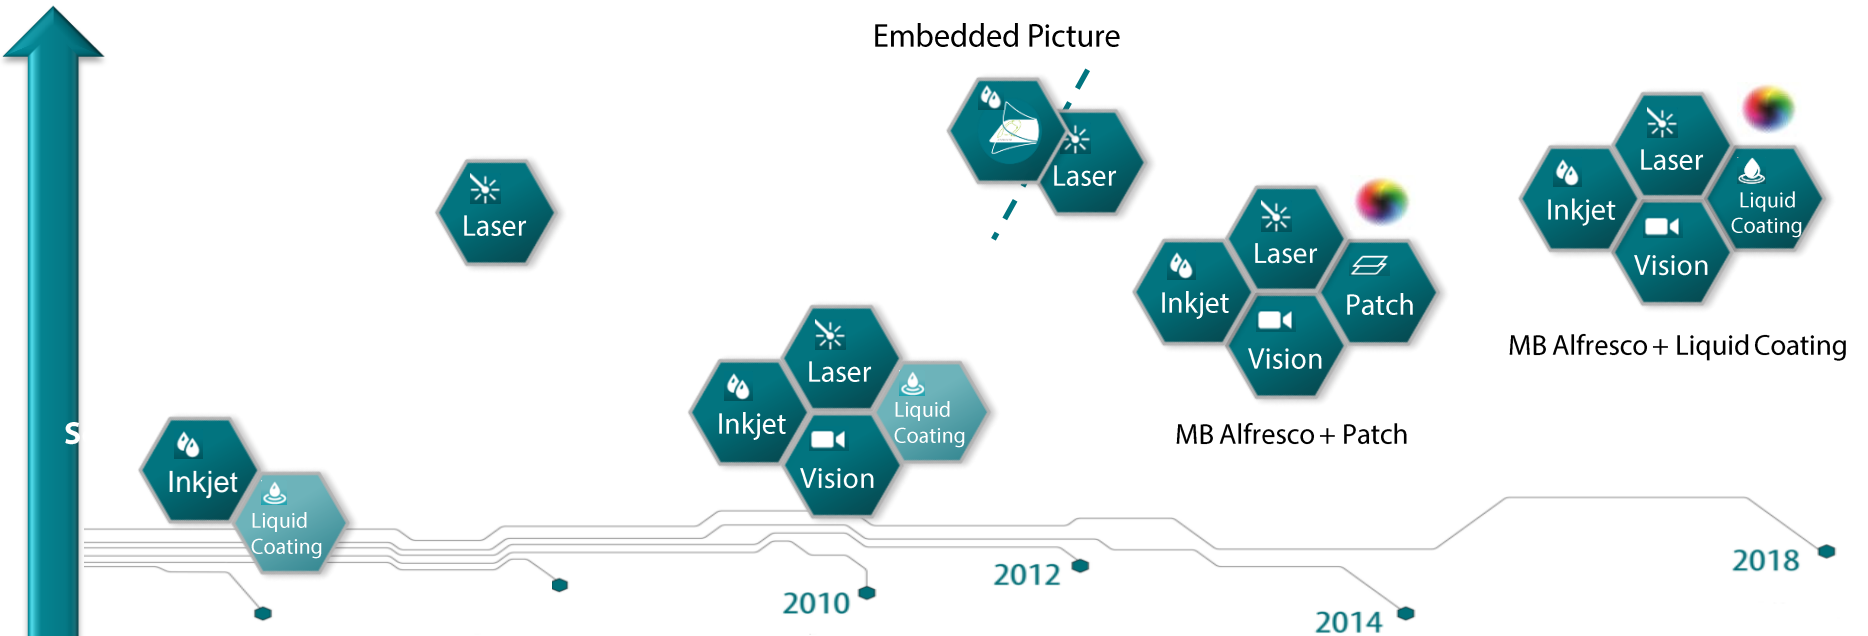 Embedded Picture
Laser
Laser
Inkjet
Laser
Vision
Liquid
Coating
MB Alfresco + Liquid Coating
Inkjet
Laser
Vision
Patch
MB Alfresco + Patch
Inkjet
Laser
Vision
Liquid
Coating
S
Inkjet
Liquid
Coating
2010
2012
2014
2018